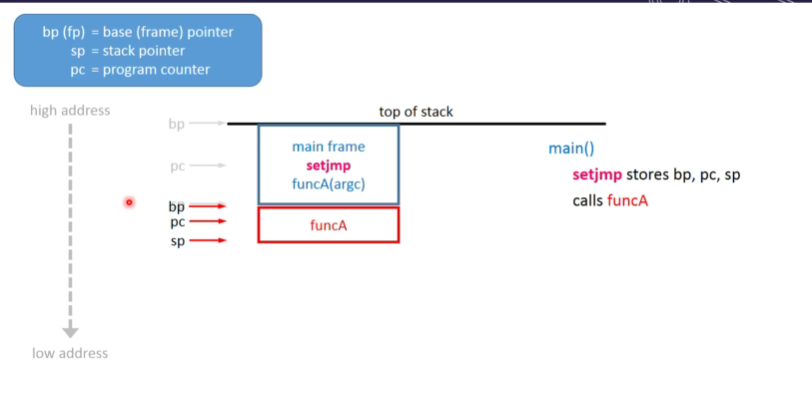 bp (fp) = base (frame) pointer
sp = stack pointer
pc = program counter
high address
top of stack
bp
main frame
setjmp
funcA(argc)
pc
main()
setjmp stores bp, pc, sp
calls funcA
bp
pc
sp
funcA
low address